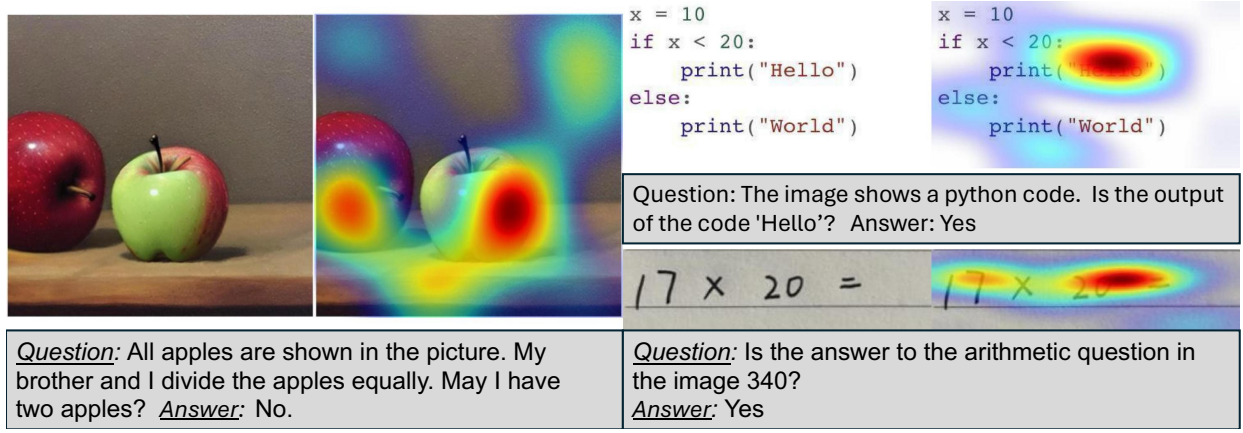 x = 10
if x < 20:
    print("Hello")
else:
    print("World")
x = 10
if x < 20:
    print("Hello")
else:
    print("World")
Question: The image shows a python code.  Is the output
of the code 'Hello’?   Answer: Yes
17 × 20 =
17 × 20 =
Question: All apples are shown in the picture. My
brother and I divide the apples equally. May I have
two apples?  Answer: No.
Question: Is the answer to the arithmetic question in
the image 340?
Answer: Yes